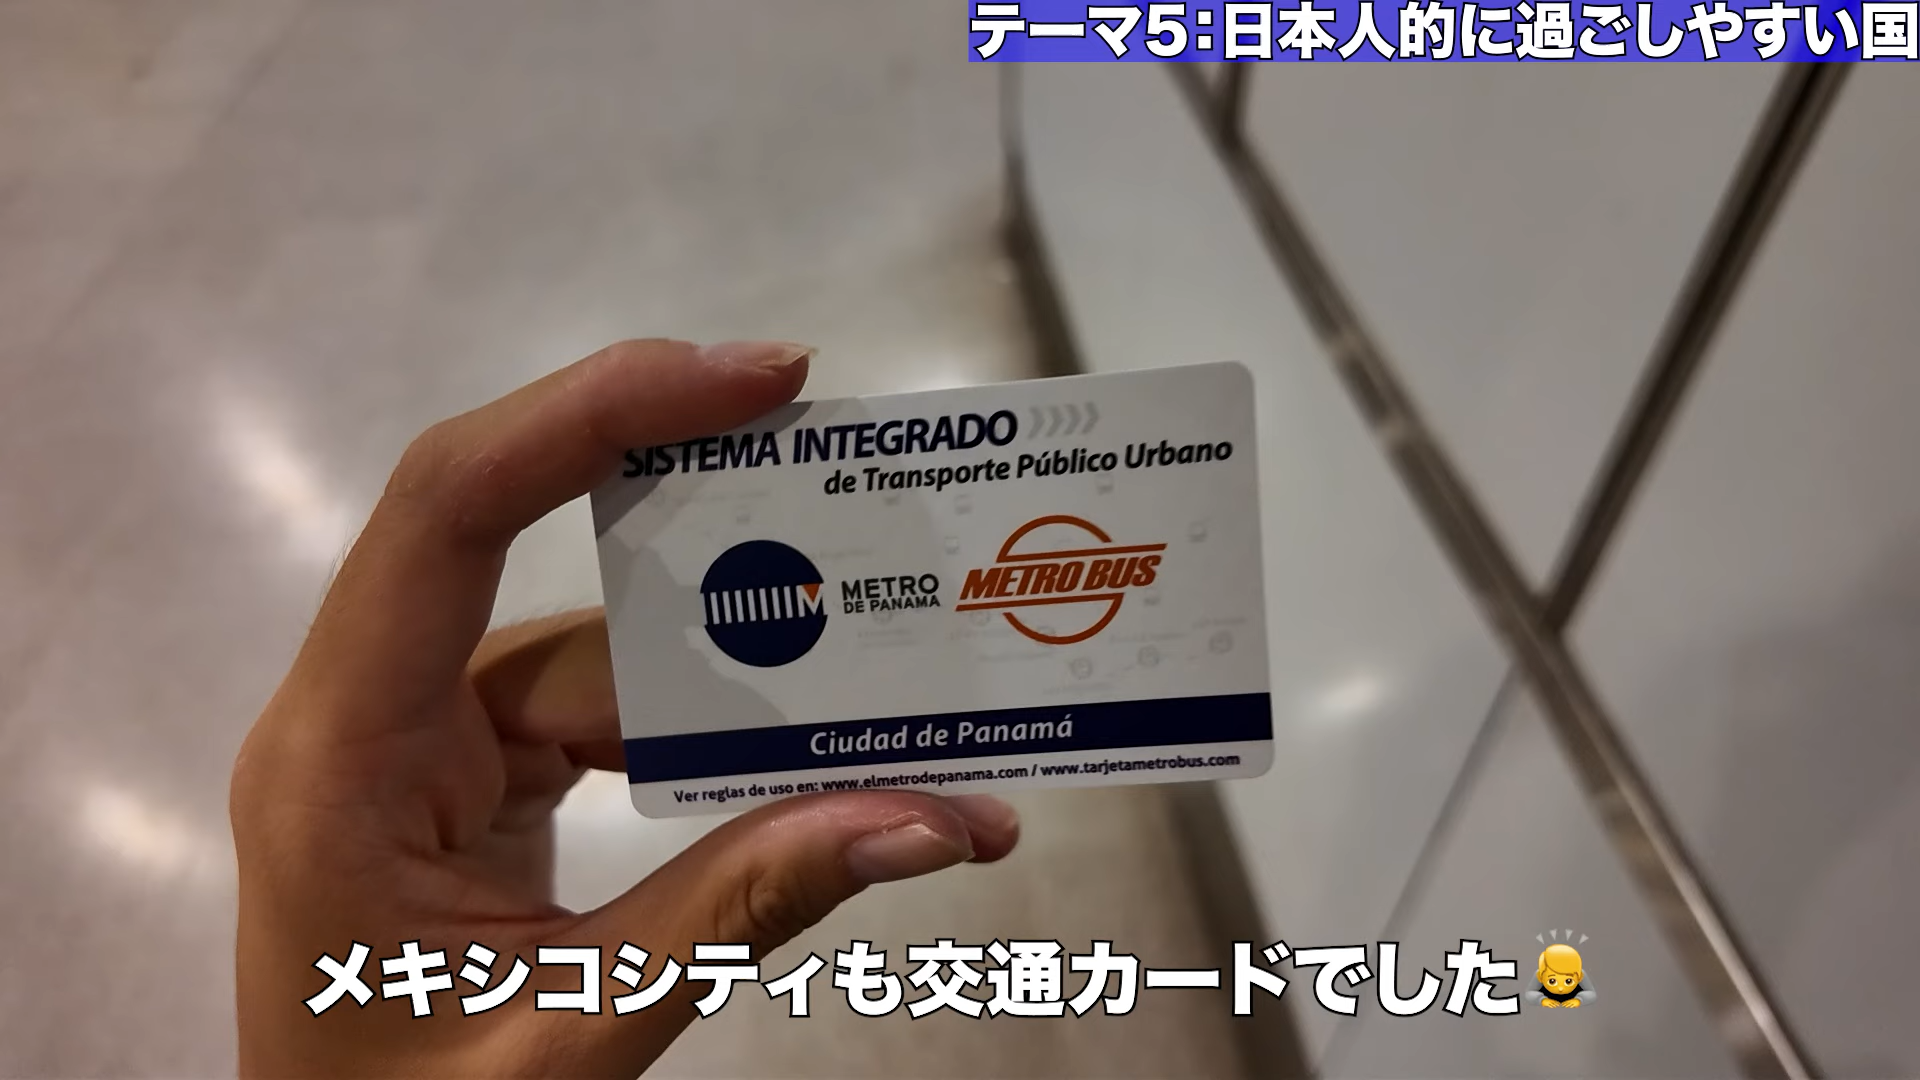 テーマ5:日本人的に過ごしやすい国
SISTEMA INTEGRADO
de Transporte Público Urbano
METRO
DE PANAMA
METRO BUS
Ciudad de Panamá
Ver reglas de uso en: www.elmetrodepanama.com / www.tarjetametrobus.com
メキシコシティも交通カードでした🙇